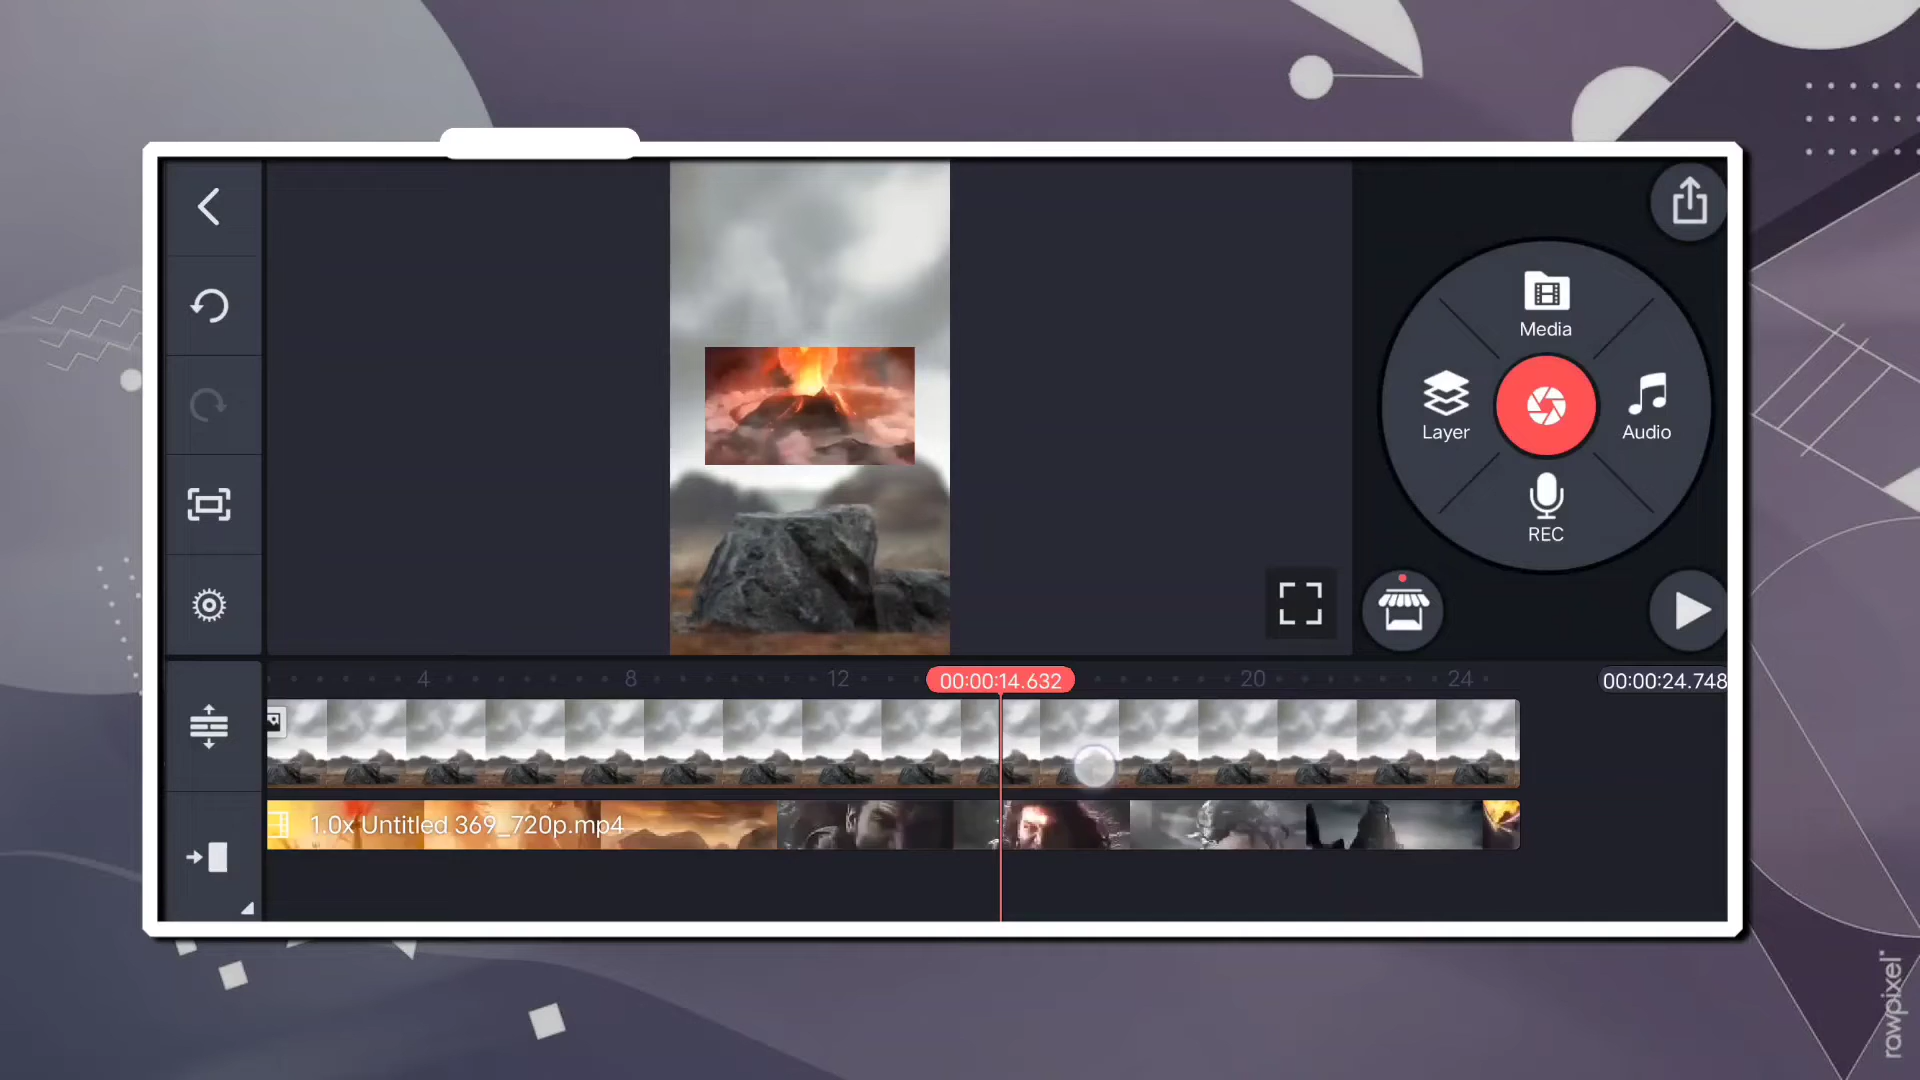 Media
Layer
Audio
REC
4
8
12
00:00:14.632
20
24
00:00:24.748
1.0x Untitled 369_720p.mp4
rawpixel